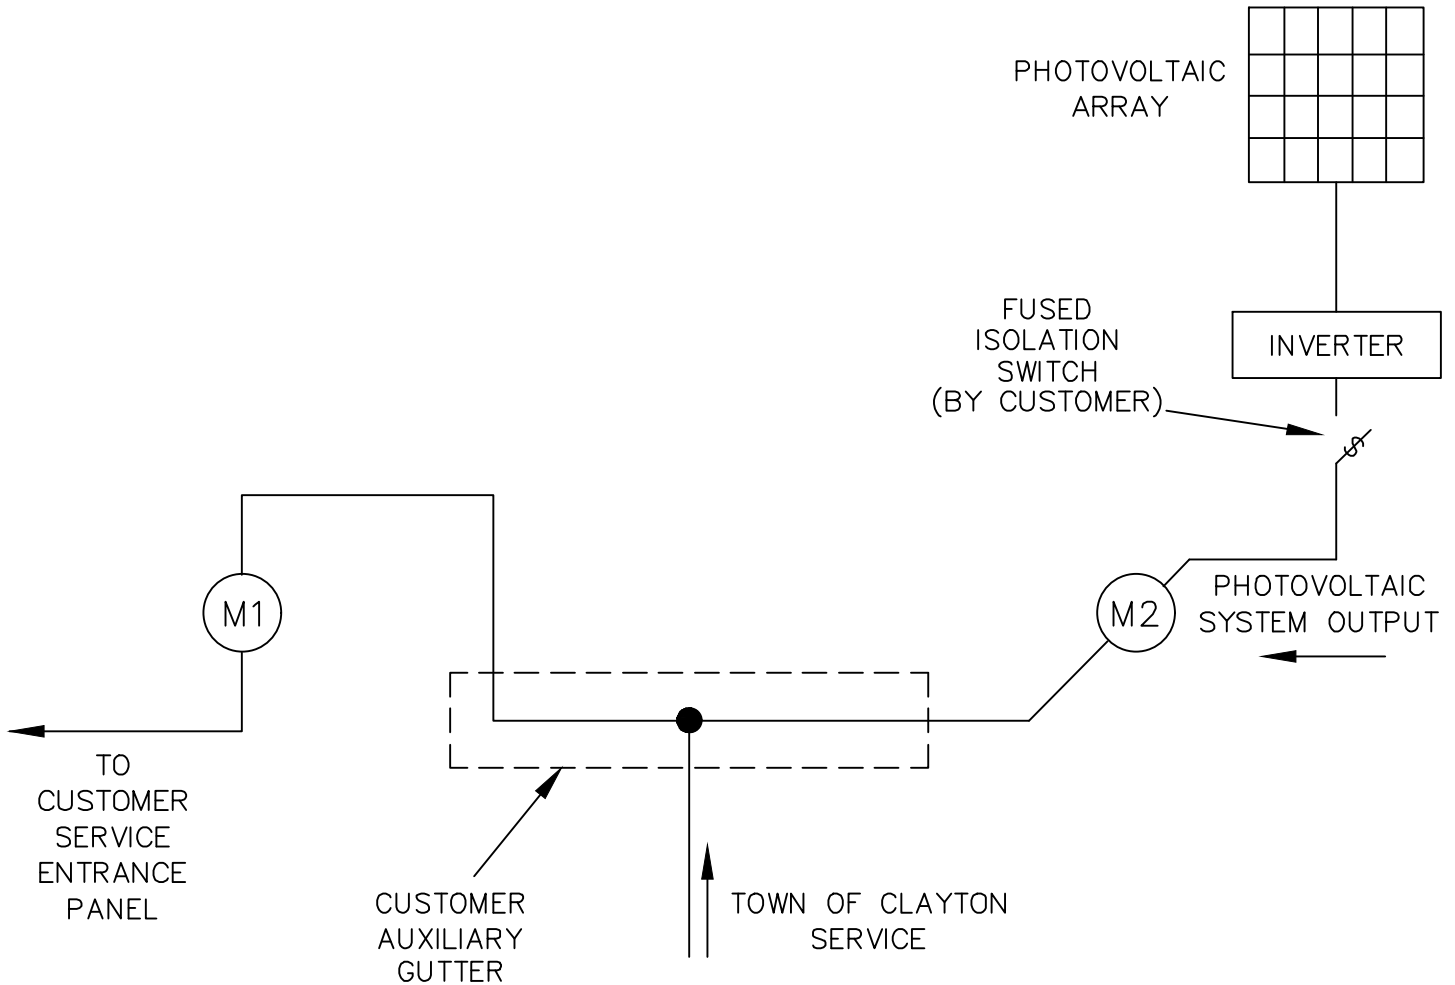 PHOTOVOLTAIC
ARRAY
FUSED
ISOLATION
SWITCH
(BY CUSTOMER)
INVERTER
M1
M2
PHOTOVOLTAIC
SYSTEM OUTPUT
TO
CUSTOMER
SERVICE
ENTRANCE
PANEL
CUSTOMER
AUXILIARY
GUTTER
TOWN OF CLAYTON
SERVICE